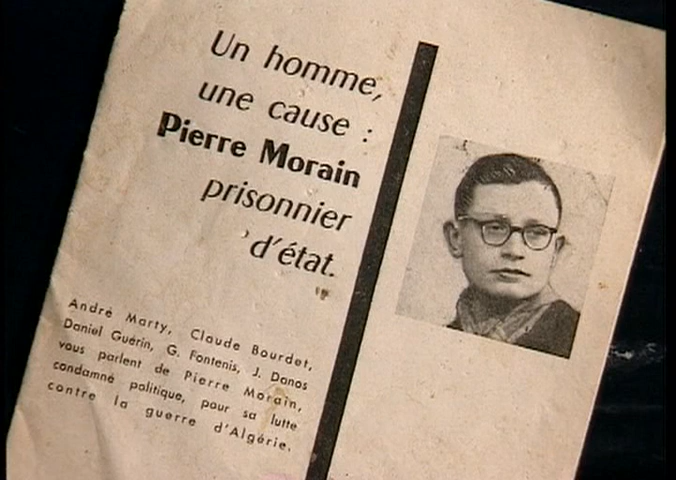 Un homme,
une cause :
Pierre Morain
prisonnier
d'état.
André Marty, Claude Bourdet,
Daniel Guérin, G. Fontenis, J. Danos
vous parlent de Pierre Morain,
condamné politique, pour sa lutte
contre la guerre d'Algérie.